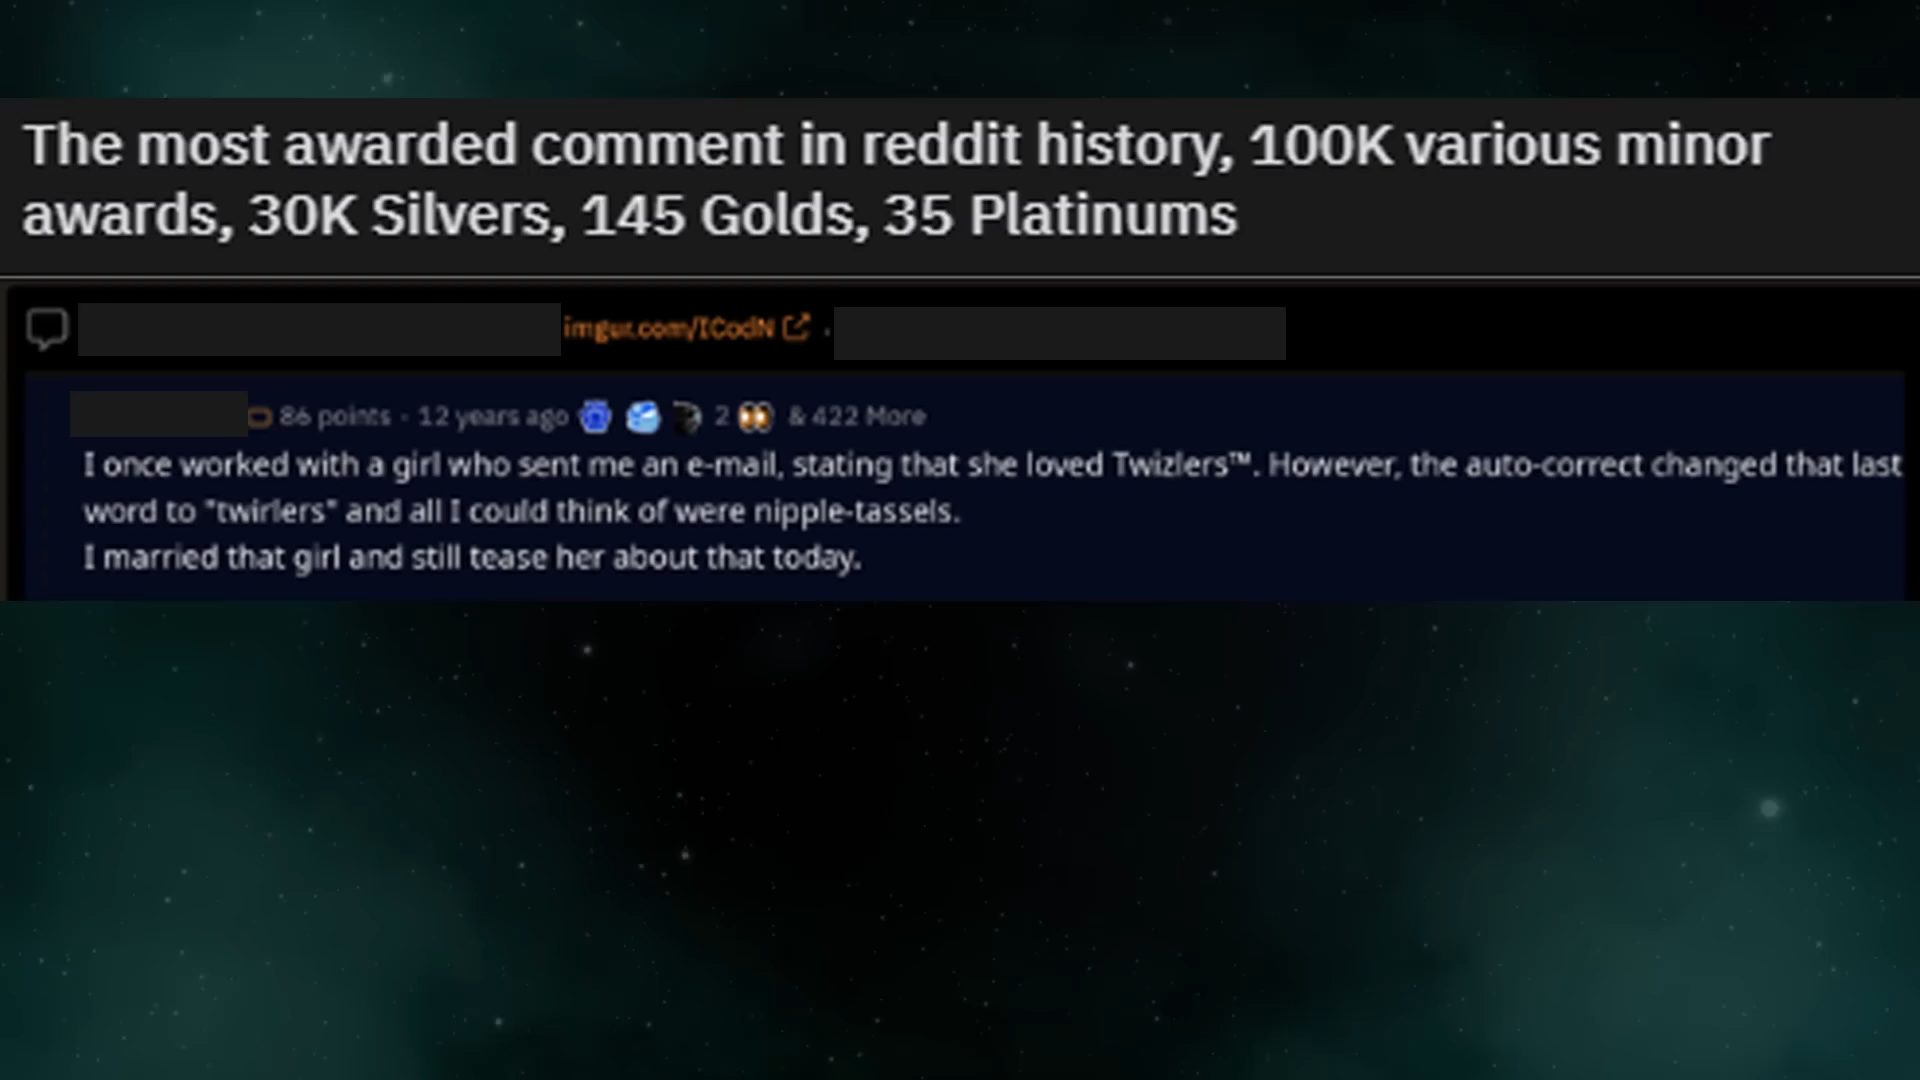 The most awarded comment in reddit history, 100K various minor
awards, 30K Silvers, 145 Golds, 35 Platinums
imgur.com/ICodN
86 points · 12 years ago 2 & 422 More
I once worked with a girl who sent me an e-mail, stating that she loved Twizlers™. However, the auto-correct changed that last
word to "twirlers" and all I could think of were nipple-tassels.
I married that girl and still tease her about that today.